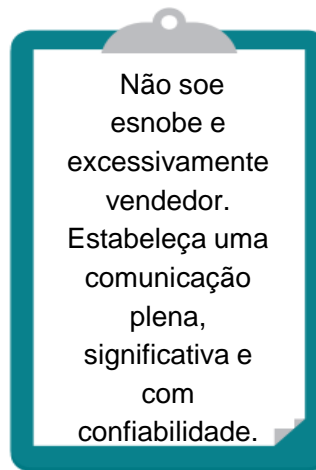 Não soe
esnobe e
excessivamente
vendedor.
Estabeleça uma
comunicação
plena,
significativa e
com
confiabilidade.